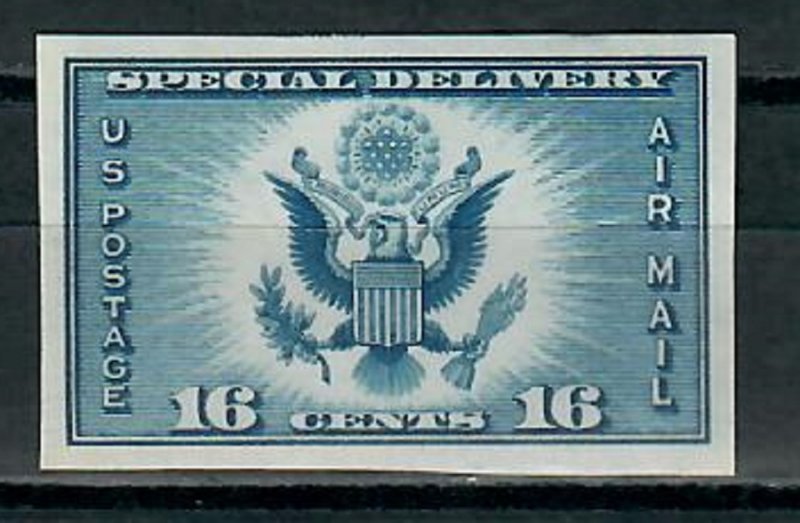 SPECIAL DELIVERY
US POSTAGE
AIR MAIL
16 CENTS 16